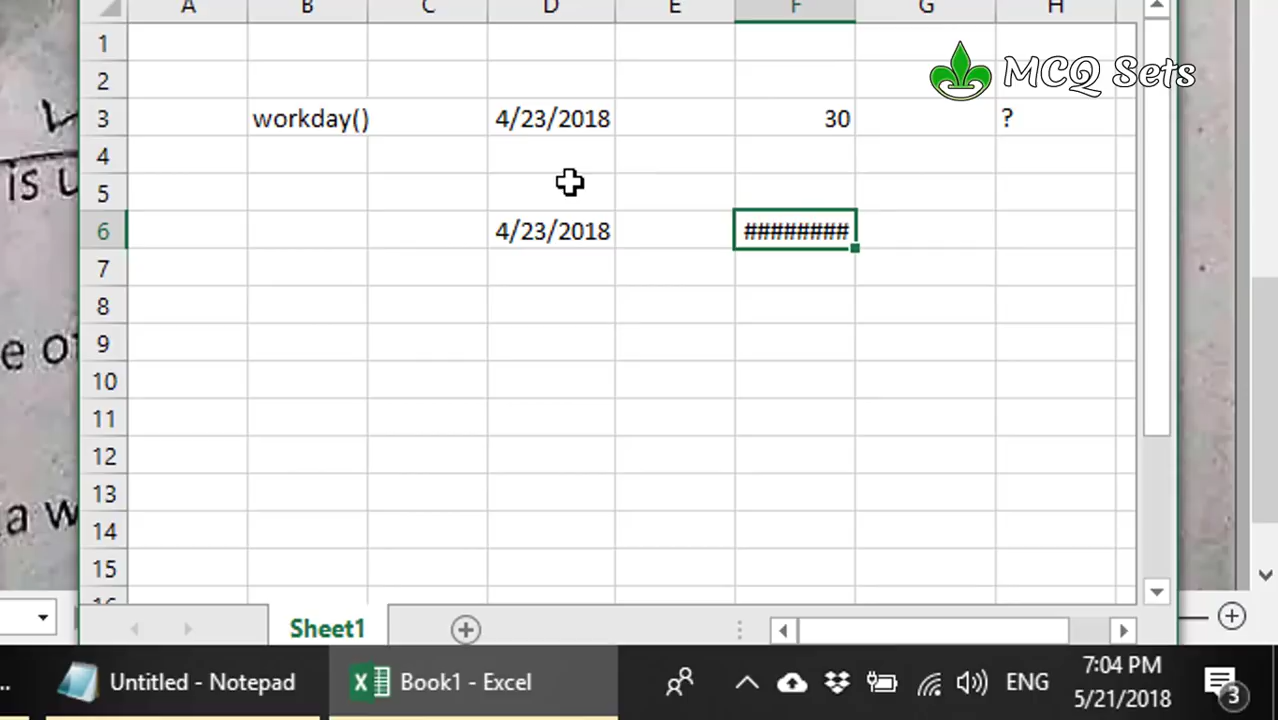 A B C D E F G H
MCQ Sets
1
2
3 workday() 4/23/2018 30 ?
4
5
6 4/23/2018 ########
7
8
9
10
11
12
13
14
15
is u
e of
a w
Sheet1
.. Untitled - Notepad Book1 - Excel ENG 7:04 PM
5/21/2018 3